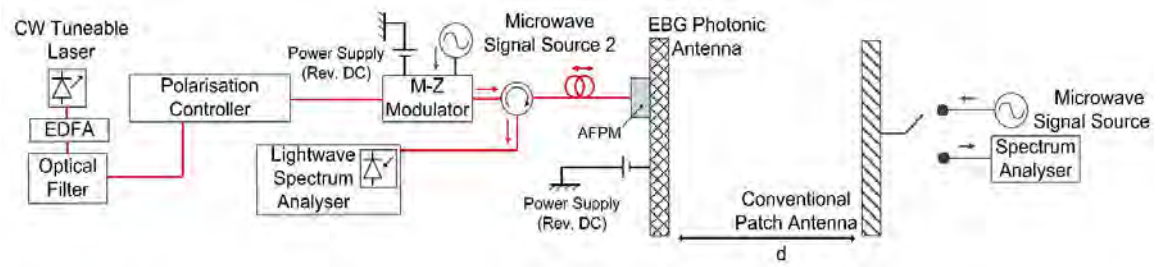 CW Tuneable
Laser
EDFA
Optical
Filter
Polarisation
Controller
Power Supply
(Rev. DC)
M-Z
Modulator
Microwave
Signal Source 2
Lightwave
Spectrum
Analyser
AFPM
EBG Photonic
Antenna
Power Supply
(Rev. DC)
Conventional
Patch Antenna
d
Microwave
Signal Source
Spectrum
Analyser